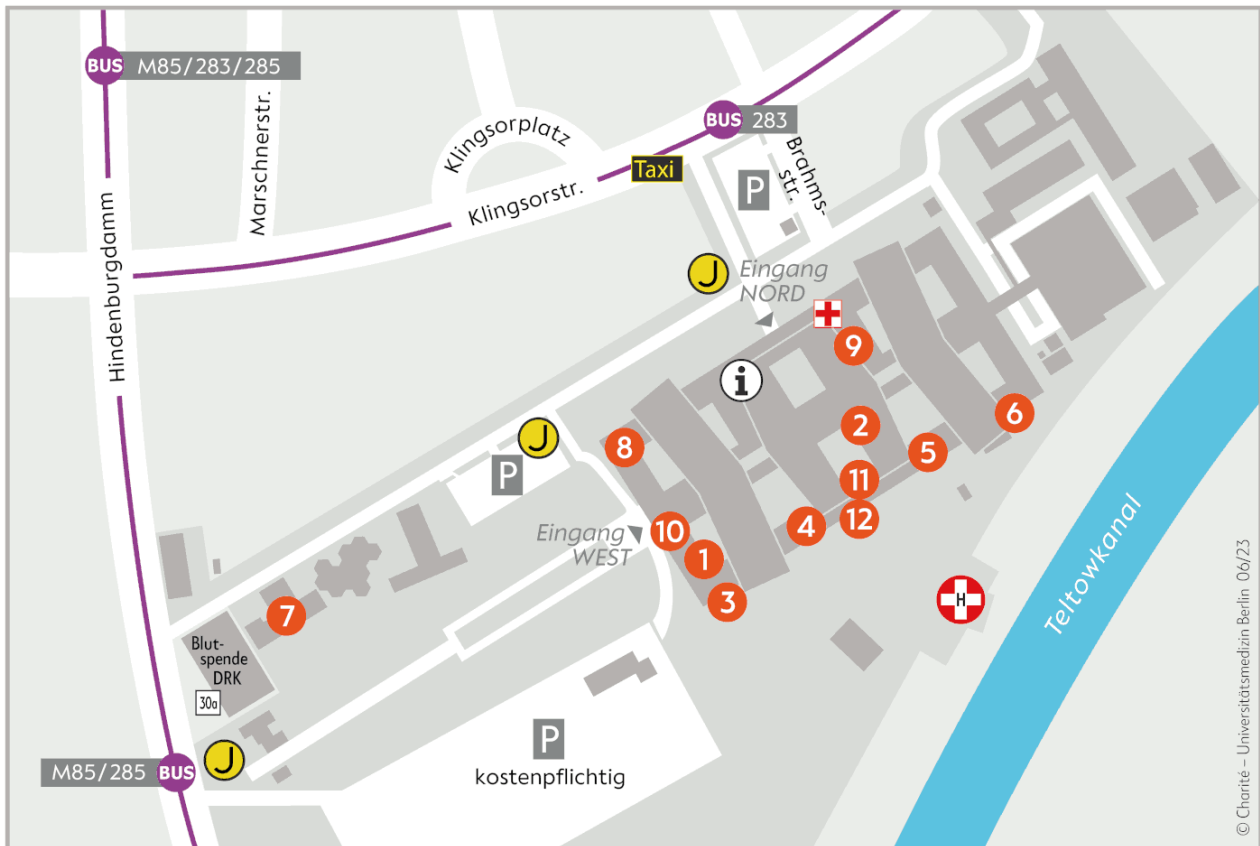 BUS M85/283/285
Marschnerstr.
Klingsorplatz
BUS 283
Taxi
Klingsorstr.
P
Brahms-
str.
Hindenburgdamm
J
Eingang
NORD
9
i
6
J
8
2
5
P
11
Eingang
WEST
10
4
12
1
3
H
Teltowkanal
7
Blut-
spende
DRK
30a
J
M85/285 BUS
P
kostenpflichtig
© Charité – Universitätsmedizin Berlin 06/23